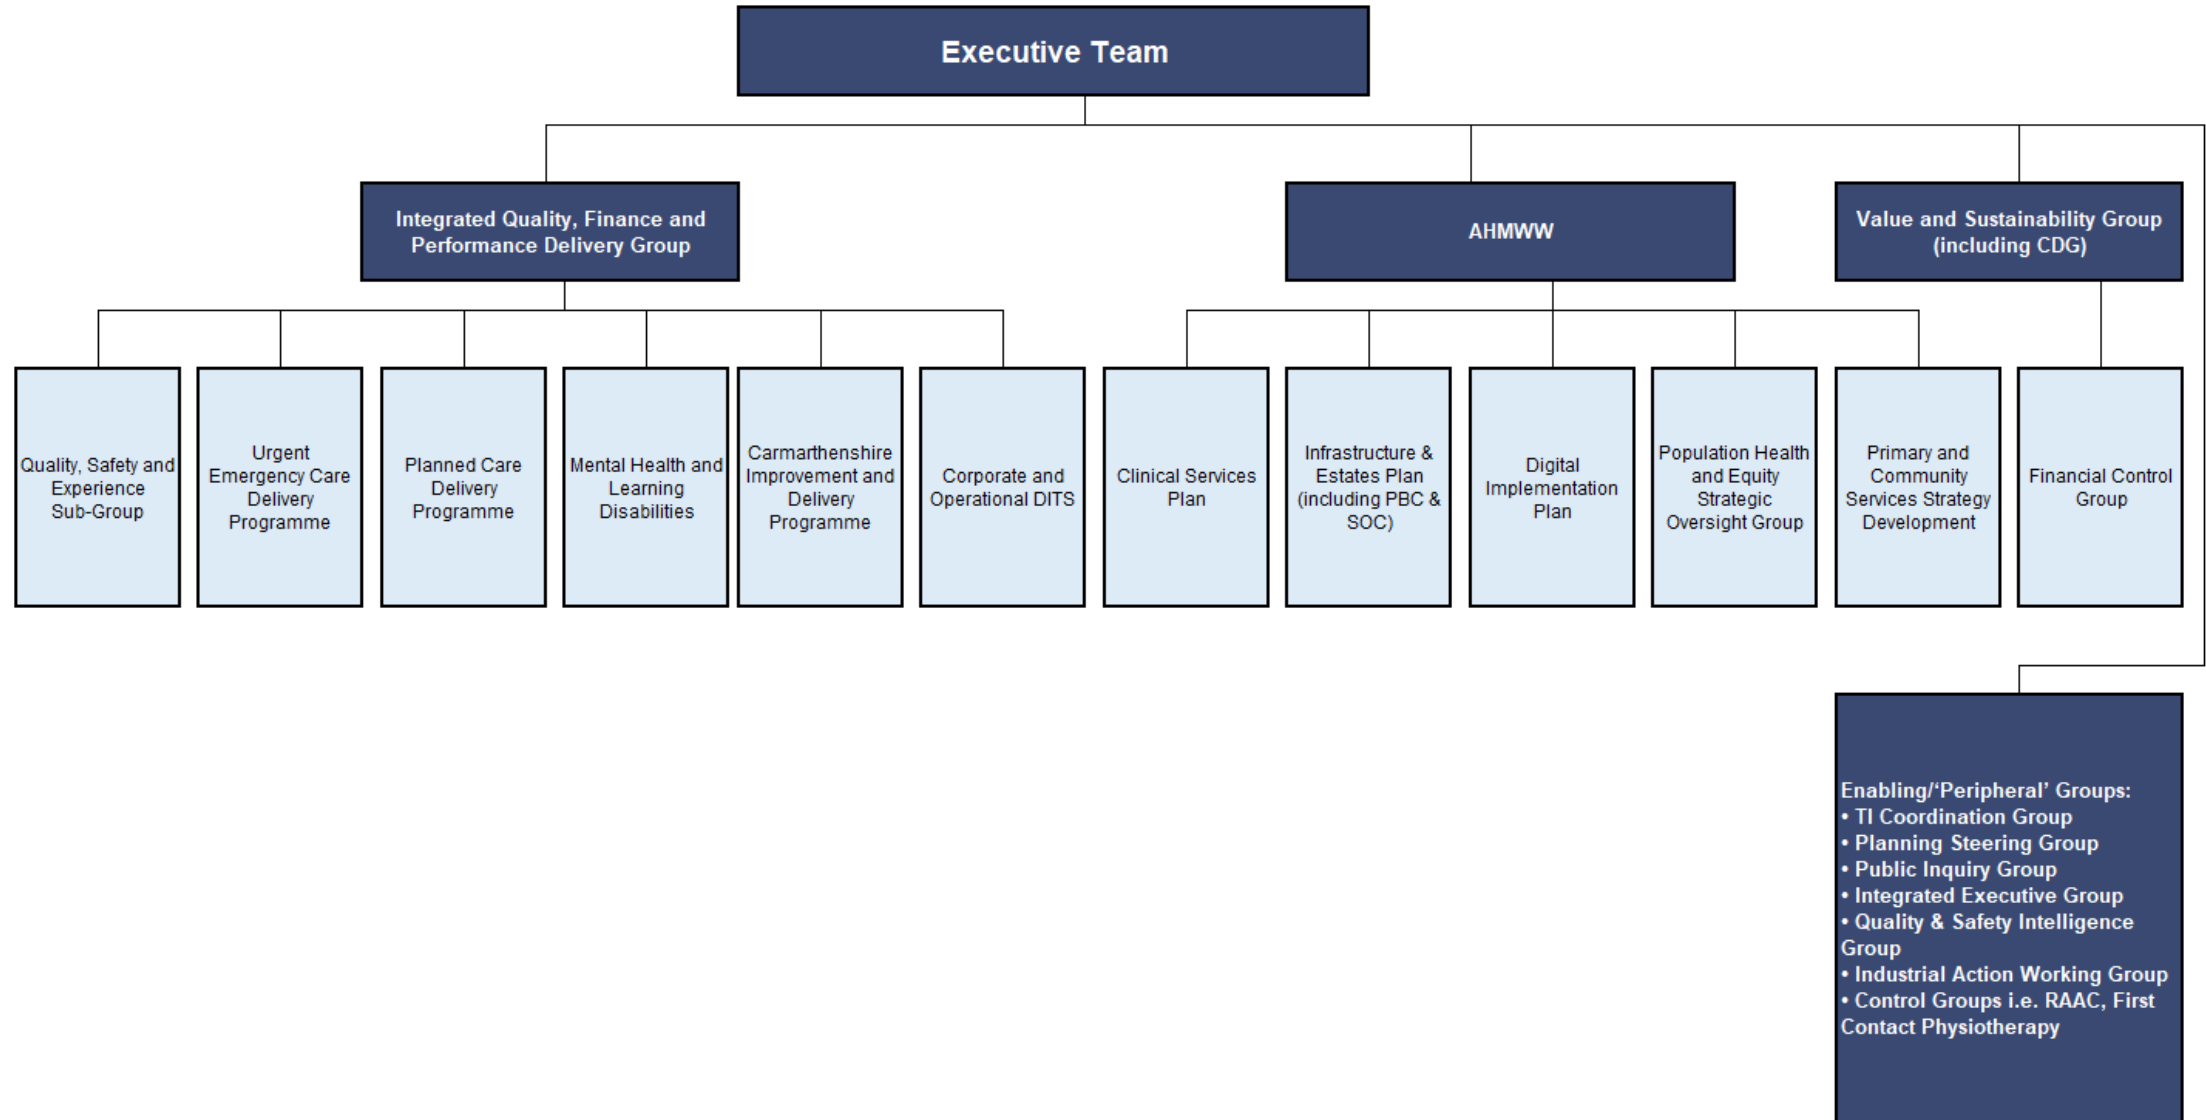 Executive Team
Integrated Quality, Finance and
Performance Delivery Group
AHMWW
Value and Sustainability Group
(including CDG)
Quality, Safety and
Experience
Sub-Group
Urgent
Emergency Care
Delivery
Programme
Planned Care
Delivery
Programme
Mental Health and
Learning
Disabilities
Carmarthenshire
Improvement and
Delivery
Programme
Corporate and
Operational DITS
Clinical Services
Plan
Infrastructure &
Estates Plan
(including PBC &
SOC)
Digital
Implementation
Plan
Population Health
and Equity
Strategic
Oversight Group
Primary and
Community
Services Strategy
Development
Financial Control
Group
Enabling/‘Peripheral’ Groups:
• TI Coordination Group
• Planning Steering Group
• Public Inquiry Group
• Integrated Executive Group
• Quality & Safety Intelligence
Group
• Industrial Action Working Group
• Control Groups i.e. RAAC, First
Contact Physiotherapy